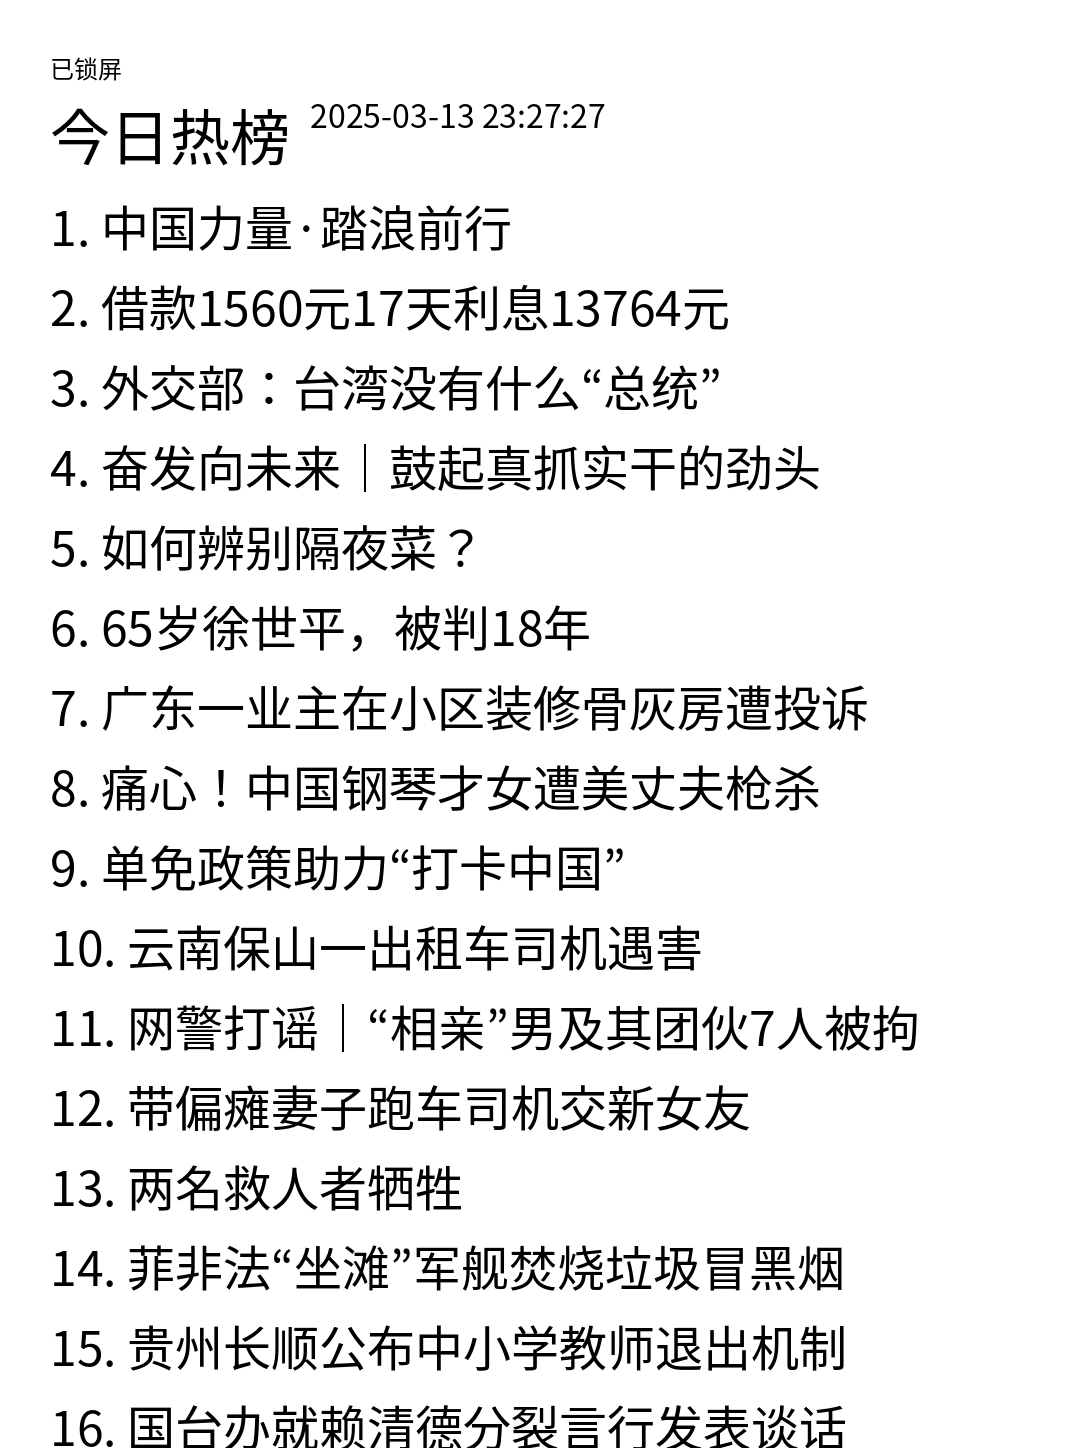 已锁屏
今日热榜 2025-03-13 23:27:27
1. 中国力量·踏浪前行
2. 借款1560元17天利息13764元
3. 外交部：台湾没有什么“总统”
4. 奋发向未来｜鼓起真抓实干的劲头
5. 如何辨别隔夜菜？
6. 65岁徐世平，被判18年
7. 广东一业主在小区装修骨灰房遭投诉
8. 痛心！中国钢琴才女遭美丈夫枪杀
9. 单免政策助力“打卡中国”
10. 云南保山一出租车司机遇害
11. 网警打谣｜“相亲”男及其团伙7人被拘
12. 带偏瘫妻子跑车司机交新女友
13. 两名救人者牺牲
14. 菲非法“坐滩”军舰焚烧垃圾冒黑烟
15. 贵州长顺公布中小学教师退出机制
16. 国台办就赖清德分裂言行发表谈话